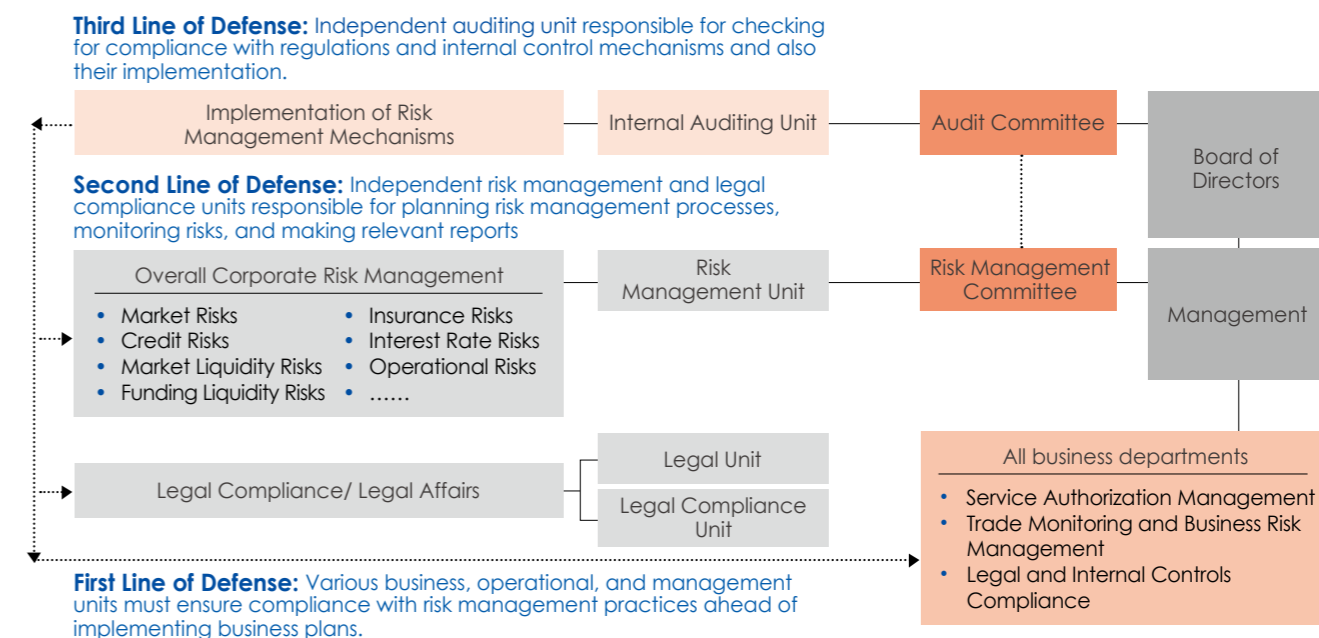 Third Line of Defense: Independent auditing unit responsible for checking
for compliance with regulations and internal control mechanisms and also
their implementation.
Implementation of Risk
Management Mechanisms
Internal Auditing Unit
Audit Committee
Board of
Directors
Second Line of Defense: Independent risk management and legal
compliance units responsible for planning risk management processes,
monitoring risks, and making relevant reports
Overall Corporate Risk Management
• Market Risks
• Credit Risks
• Market Liquidity Risks
• Funding Liquidity Risks
• Insurance Risks
• Interest Rate Risks
• Operational Risks
• ......
Risk
Management Unit
Risk Management
Committee
Management
Legal Compliance/ Legal Affairs
Legal Unit
Legal Compliance
Unit
All business departments
• Service Authorization Management
• Trade Monitoring and Business Risk
Management
• Legal and Internal Controls
Compliance
First Line of Defense: Various business, operational, and management
units must ensure compliance with risk management practices ahead of
implementing business plans.